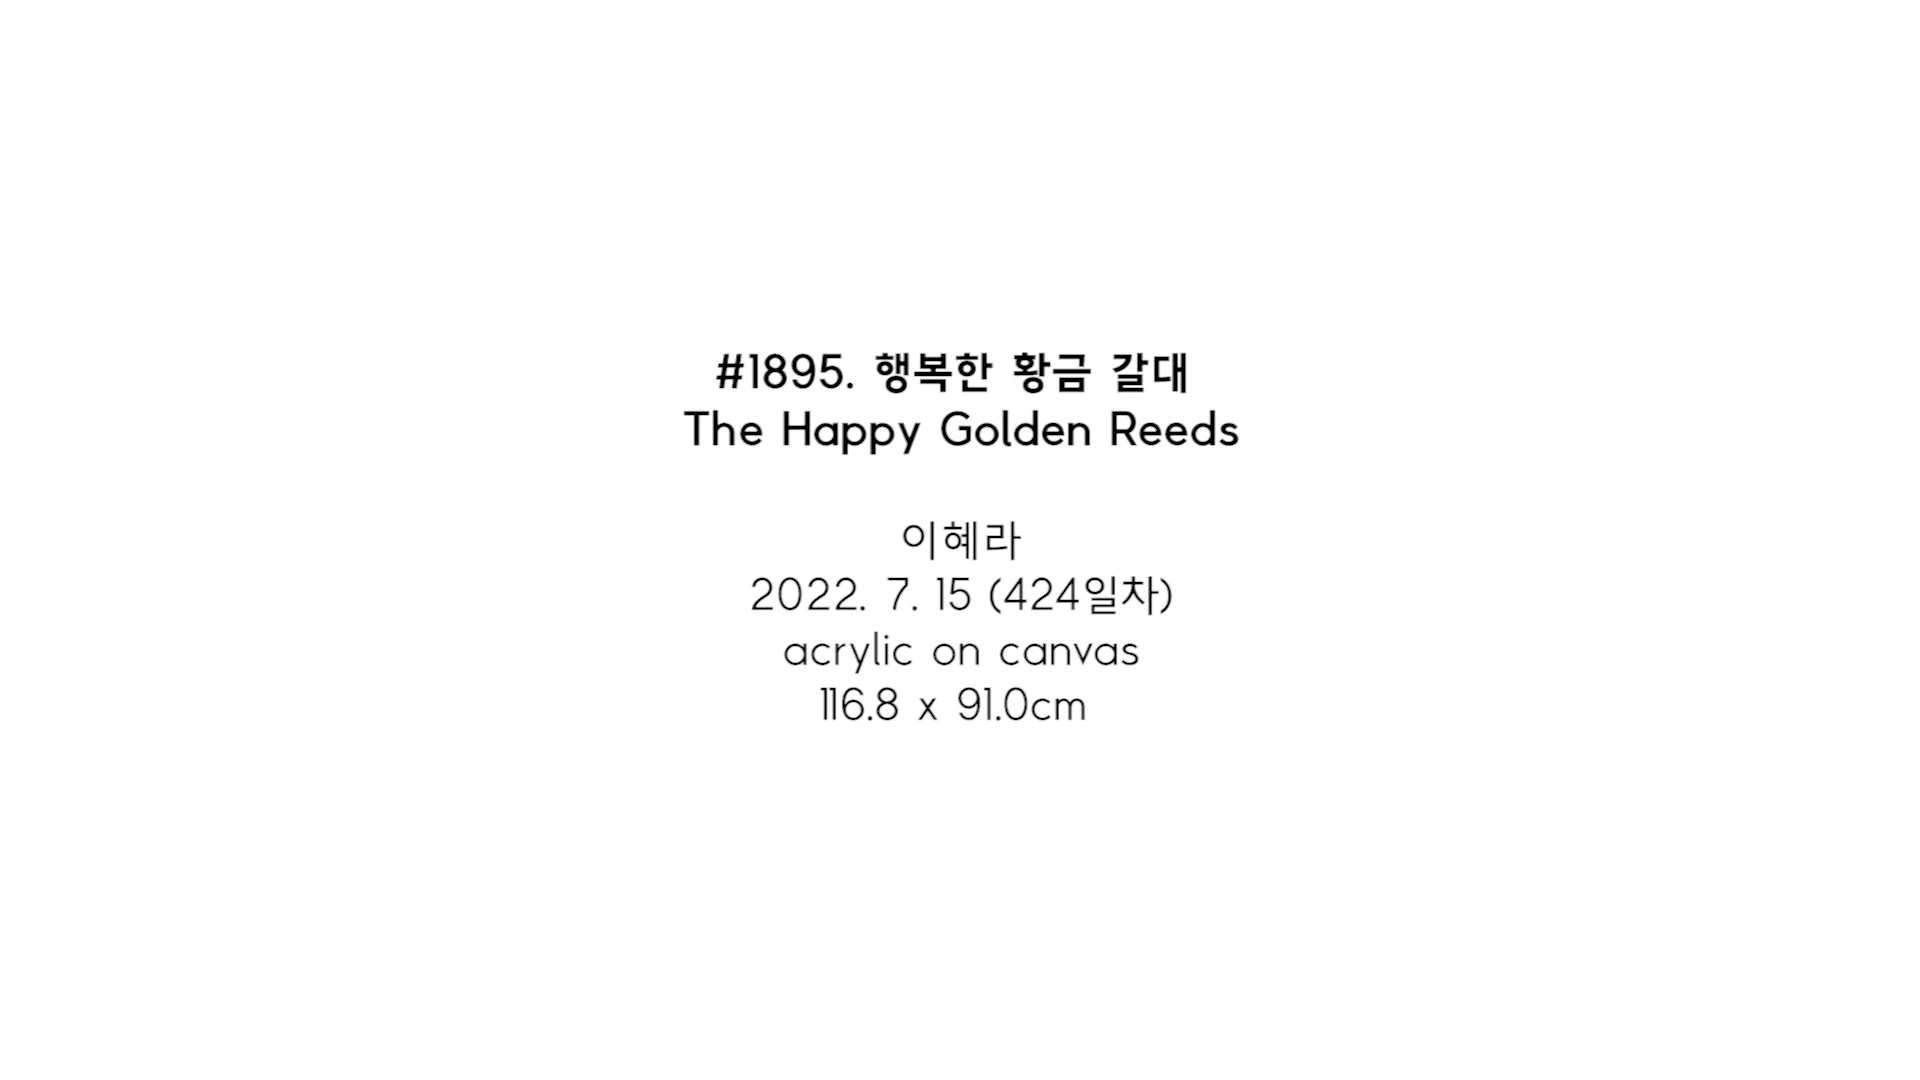 #1895. 행복한 황금 갈대
The Happy Golden Reeds
이혜라
2022. 7. 15 (424일차)
acrylic on canvas
116.8 x 91.0cm